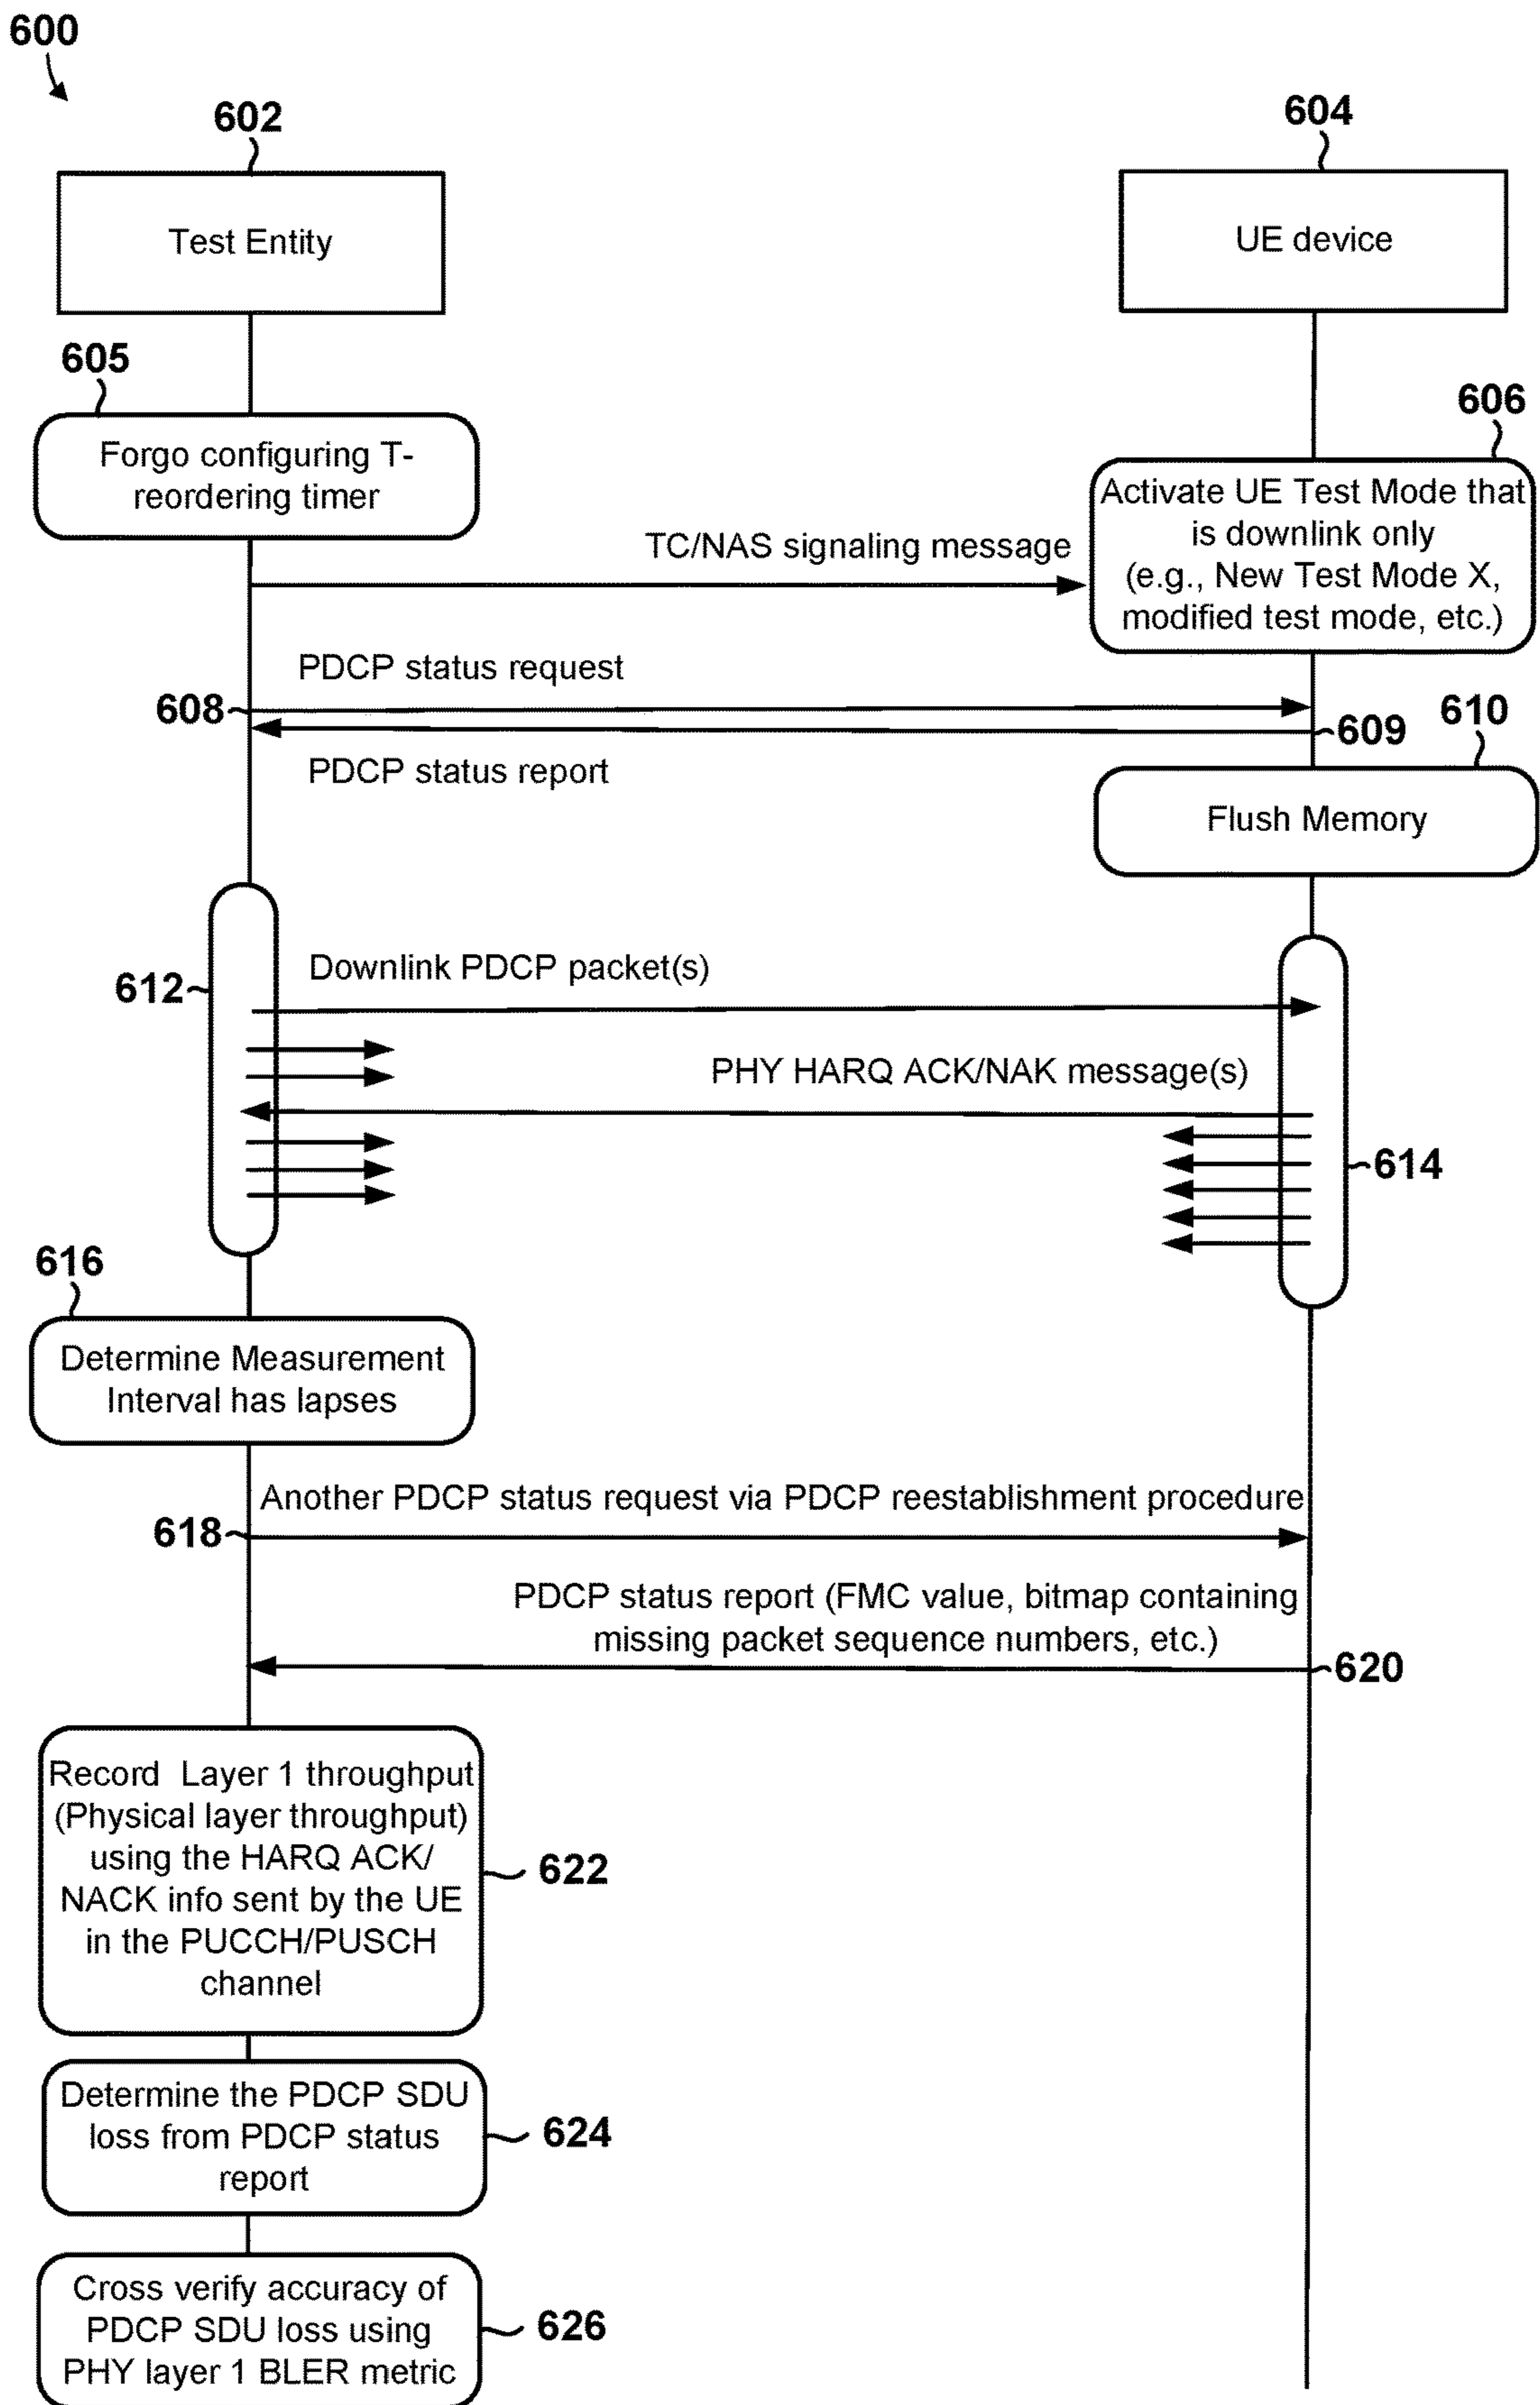 600
602
604
Test Entity
UE device
605
606
Forgo configuring T-
reordering timer
Activate UE Test Mode that
is downlink only
(e.g., New Test Mode X,
modified test mode, etc.)
TC/NAS signaling message
PDCP status request
608
609
610
PDCP status report
Flush Memory
612
Downlink PDCP packet(s)
PHY HARQ ACK/NAK message(s)
614
616
Determine Measurement
Interval has lapses
Another PDCP status request via PDCP reestablishment procedure
618
PDCP status report (FMC value, bitmap containing
missing packet sequence numbers, etc.)
620
Record Layer 1 throughput
(Physical layer throughput)
using the HARQ ACK/
NACK info sent by the UE
in the PUCCH/PUSCH
channel
622
Determine the PDCP SDU
loss from PDCP status
report
624
Cross verify accuracy of
PDCP SDU loss using
PHY layer 1 BLER metric
626